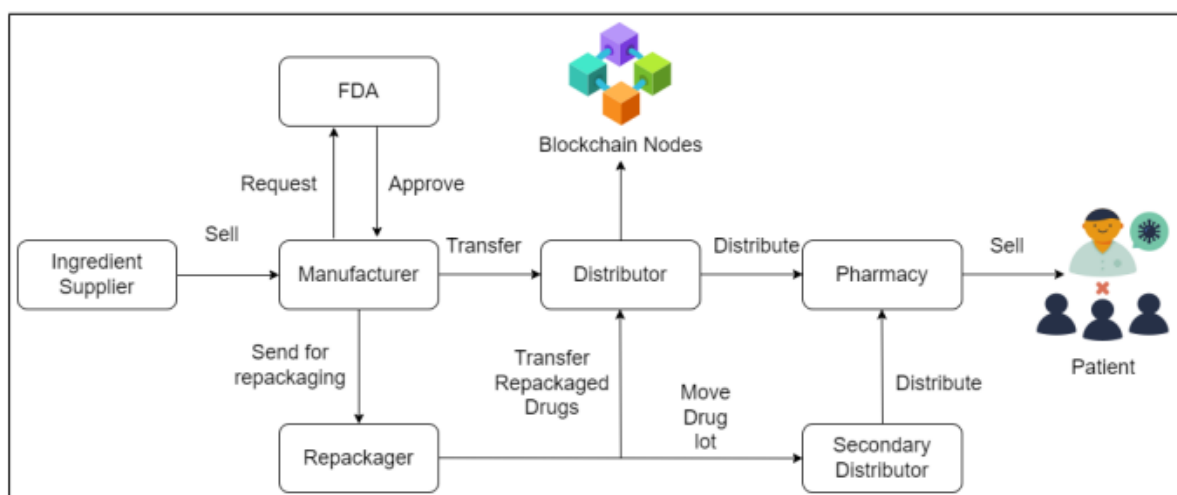 FDA
Blockchain Nodes
Request
Approve
Sell
Transfer
Distribute
Sell
Ingredient
Supplier
Manufacturer
Distributor
Pharmacy
Send for
repackaging
Transfer
Repackaged
Drugs
Move
Drug
lot
Distribute
Patient
Repackager
Secondary
Distributor